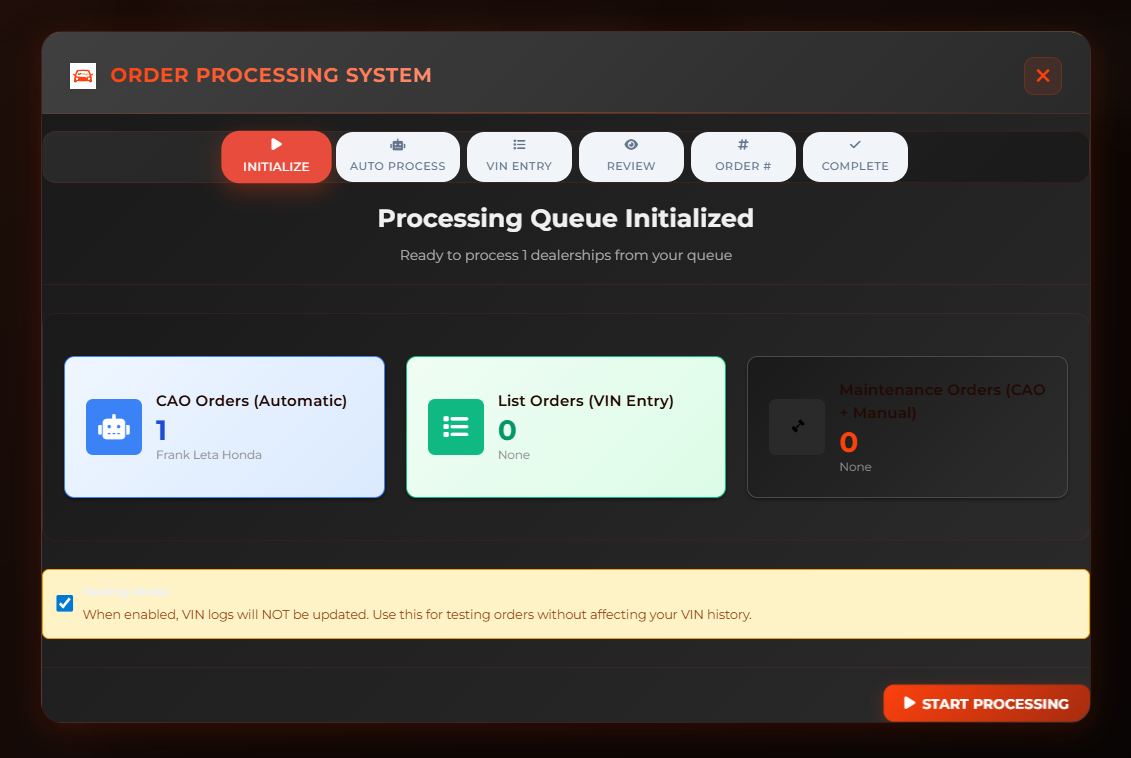 ORDER PROCESSING SYSTEM
INITIALIZE
AUTO PROCESS
VIN ENTRY
REVIEW
ORDER #
COMPLETE
Processing Queue Initialized
Ready to process 1 dealerships from your queue
CAO Orders (Automatic)
1
Frank Leta Honda
List Orders (VIN Entry)
0
None
Maintenance Orders (CAO
+ Manual)
0
None
When enabled, VIN logs will NOT be updated. Use this for testing orders without affecting your VIN history.
START PROCESSING